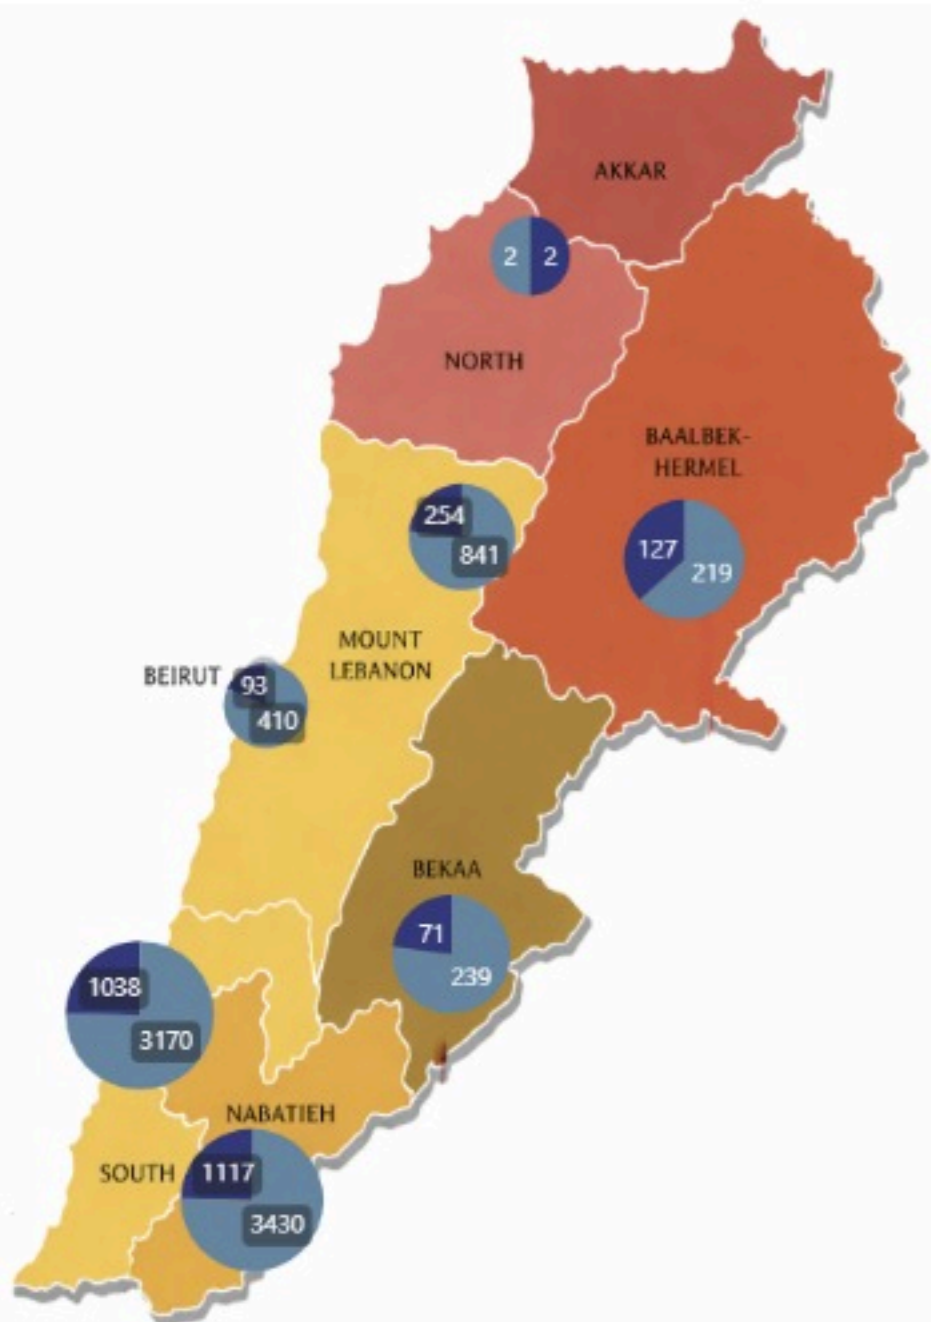 AKKAR
2 2
NORTH
BAALBEK-
HERMEL
254
841
127
219
MOUNT
LEBANON
BEIRUT
93
410
BEKAA
71
239
1038
3170
NABATIEH
SOUTH
1117
3430